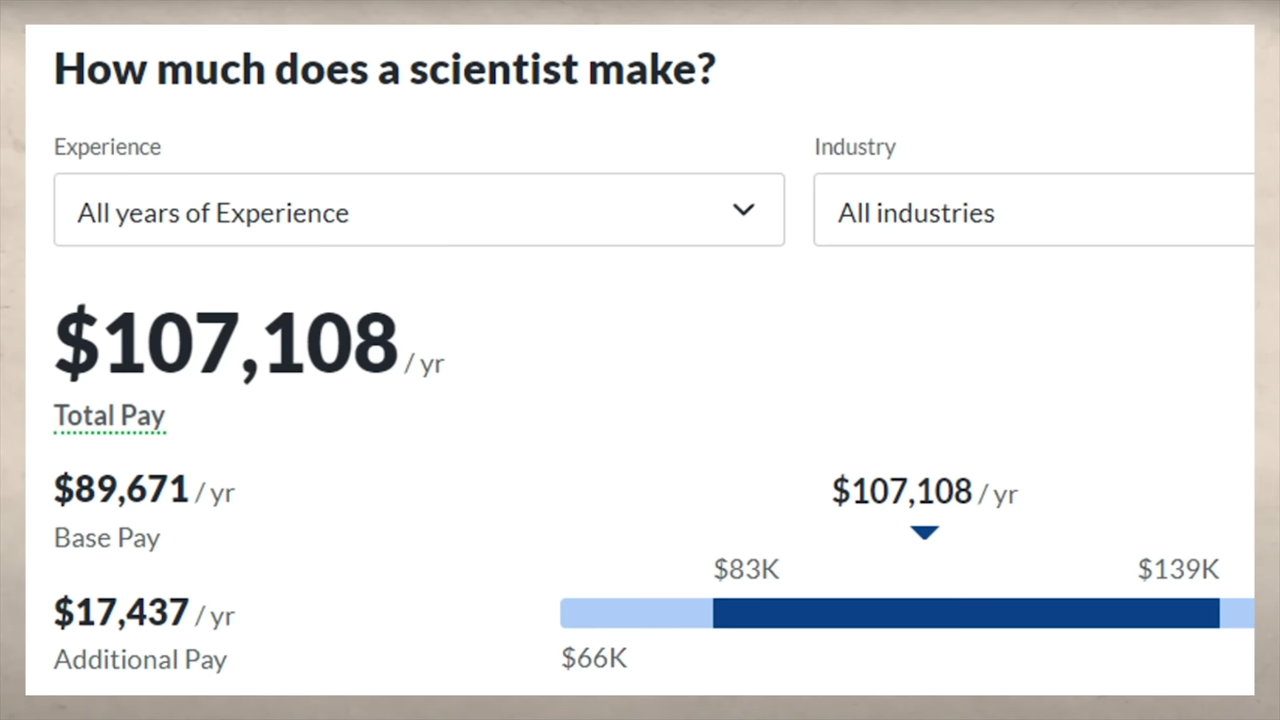 How much does a scientist make?
Experience
Industry
All years of Experience
All industries
$107,108 / yr
Total Pay
$89,671 / yr
Base Pay
$17,437 / yr
Additional Pay
$107,108 / yr
$83K
$139K
$66K